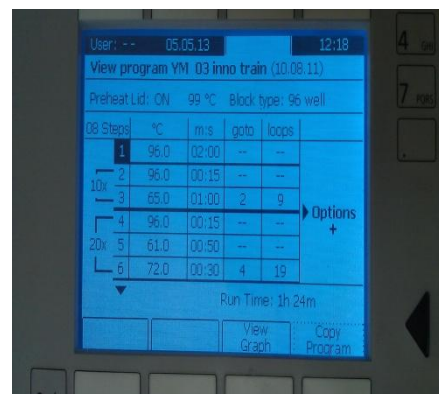 User: -- 05.05.13 12:18
View program YM 03 inno train (10.08.11)
Preheat Lid: ON 99 °C Block type: 96 well
08 Steps °C m:s goto loops
1 96.0 02:00 -- --
10x 2 96.0 00:15 -- --
3 65.0 01:00 2 9
Options
+
4 96.0 00:15 -- --
20x 5 61.0 00:50 -- --
6 72.0 00:30 4 19
Run Time: 1h 24m
View Graph
Copy Program
4 GHI
7 PQRS
.